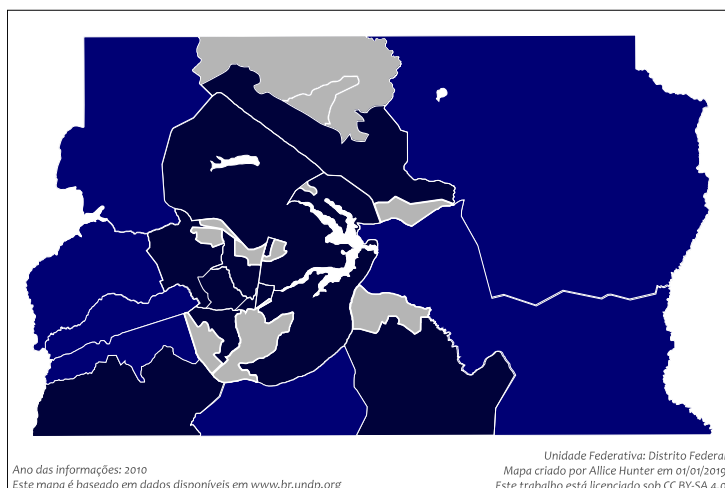 Ano das informações: 2010
Este mapa é baseado em dados disponíveis em www.br.undp.org
Unidade Federativa: Distrito Federal
Mapa criado por Allice Hunter em 01/01/2019
Este trabalho está licenciado sob CC BY-SA 4.0